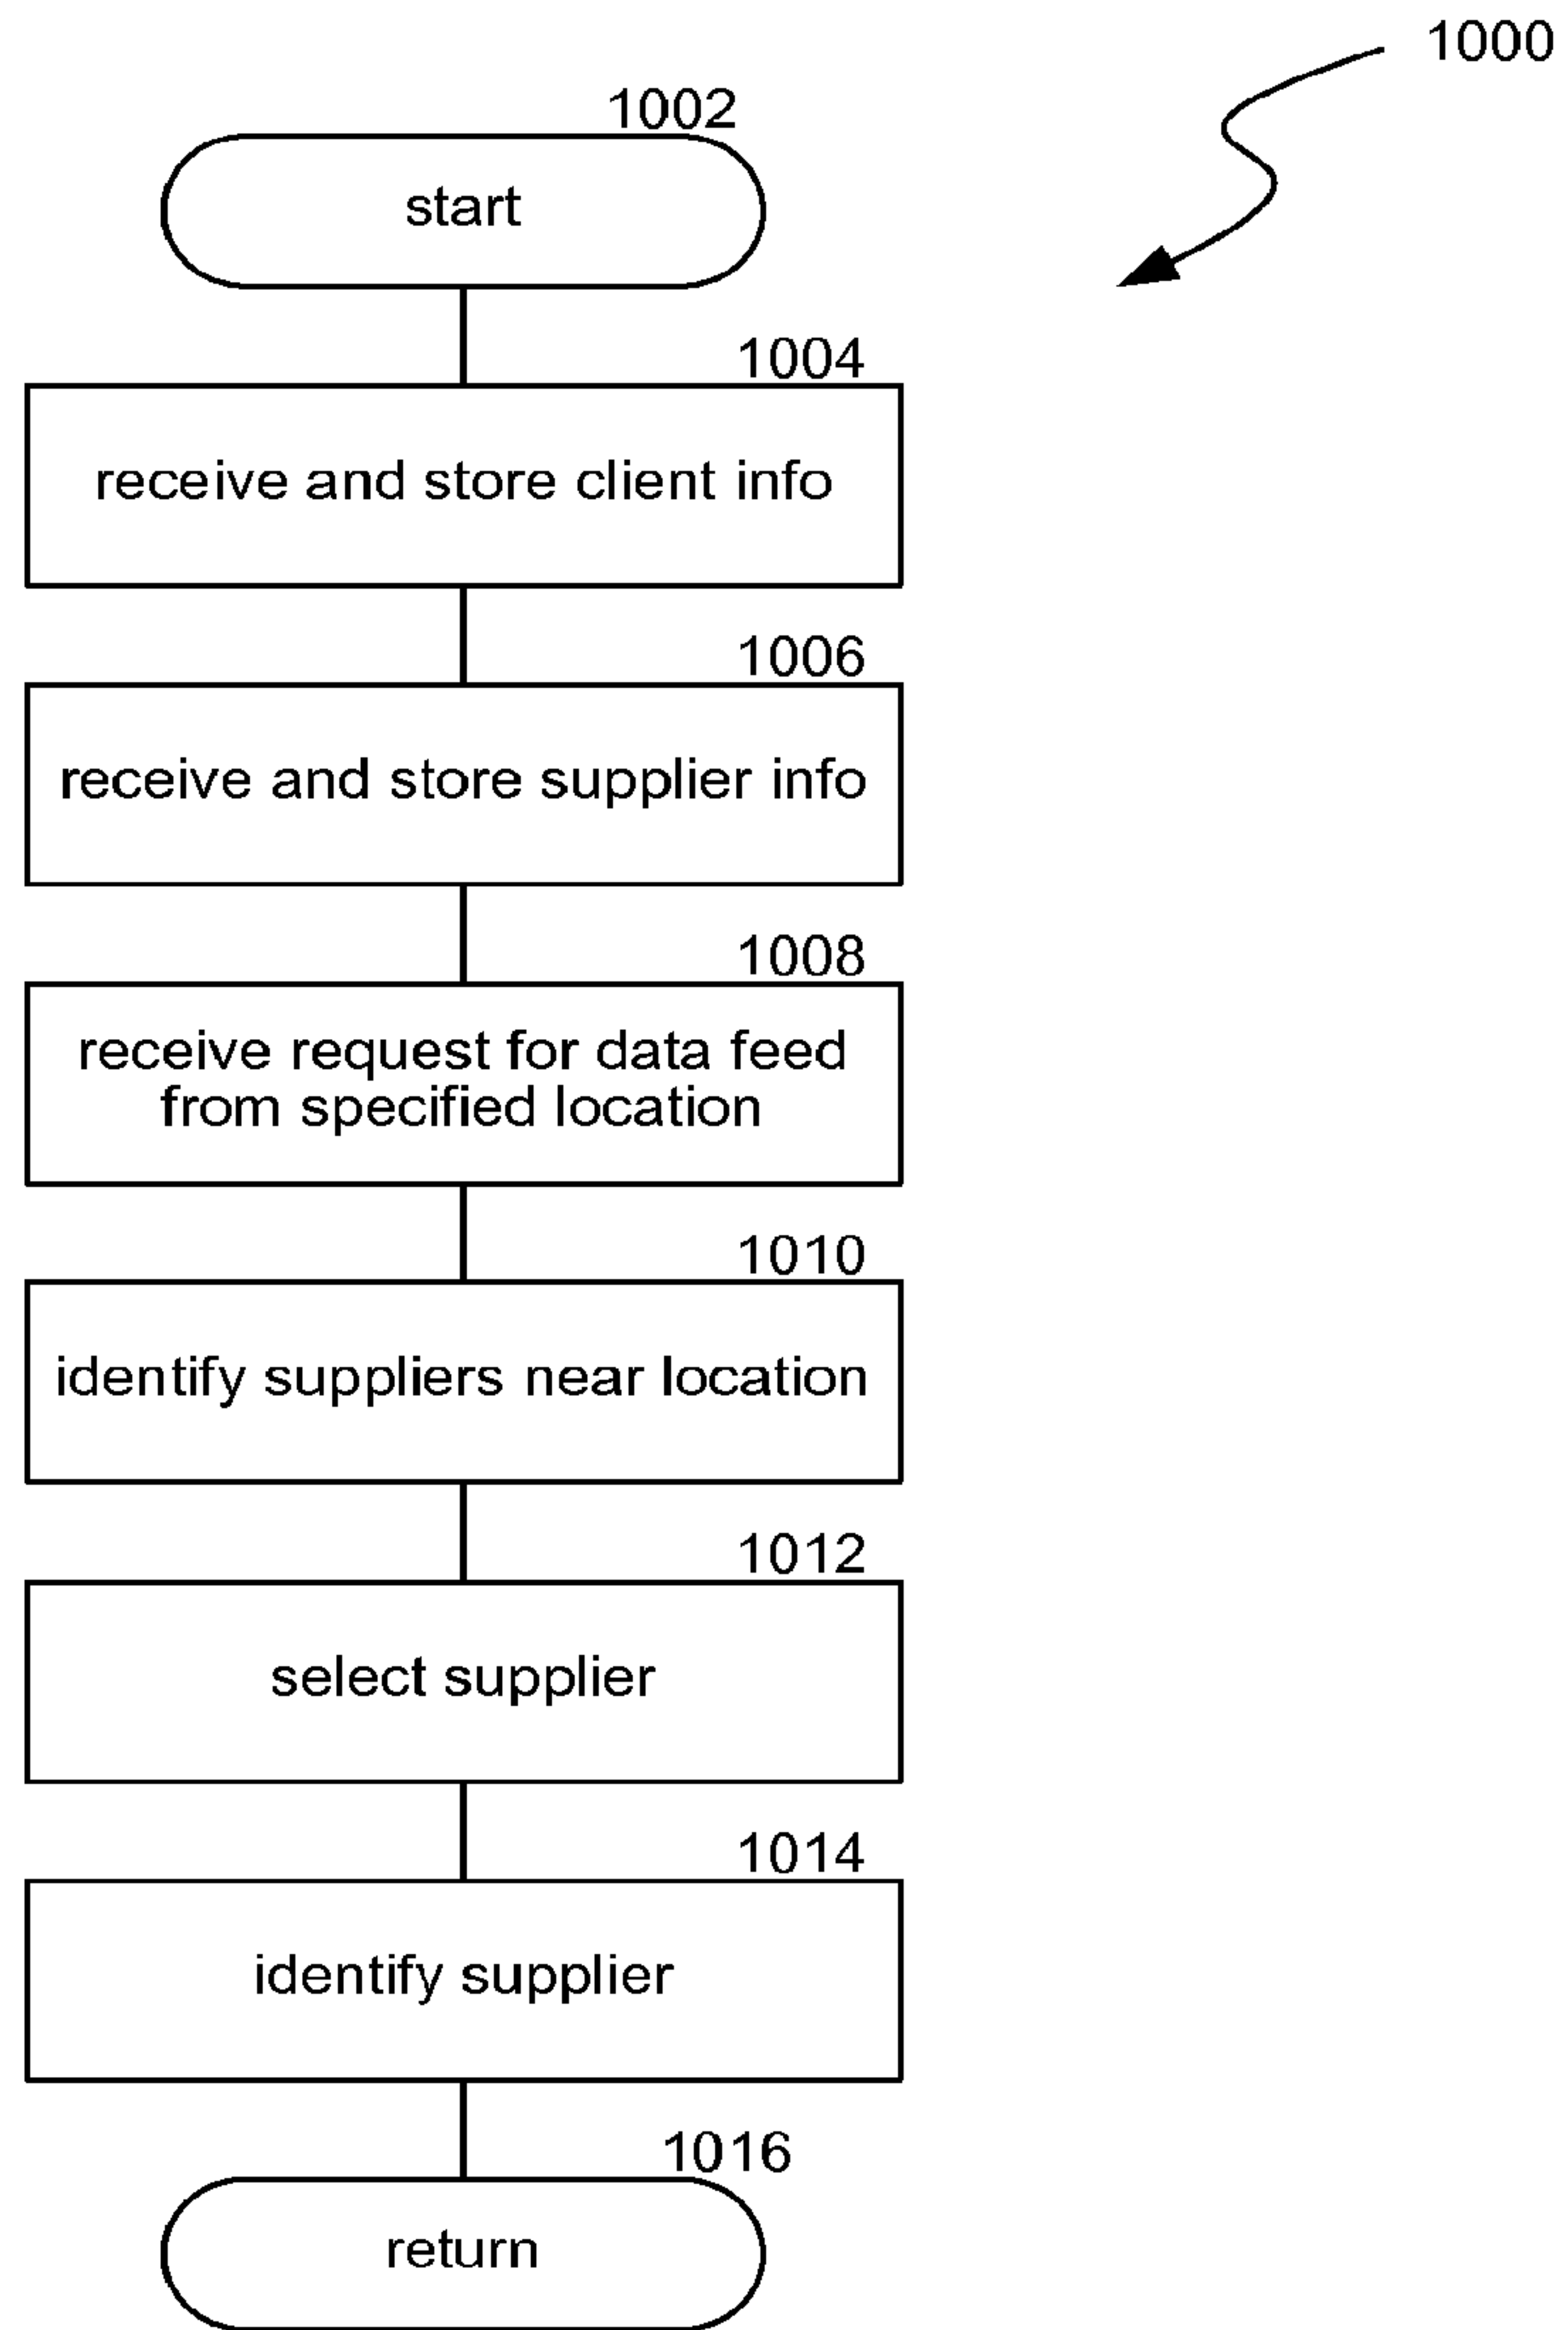 1000
1002
start
1004
receive and store client info
1006
receive and store supplier info
1008
receive request for data feed
from specified location
1010
identify suppliers near location
1012
select supplier
1014
identify supplier
1016
return